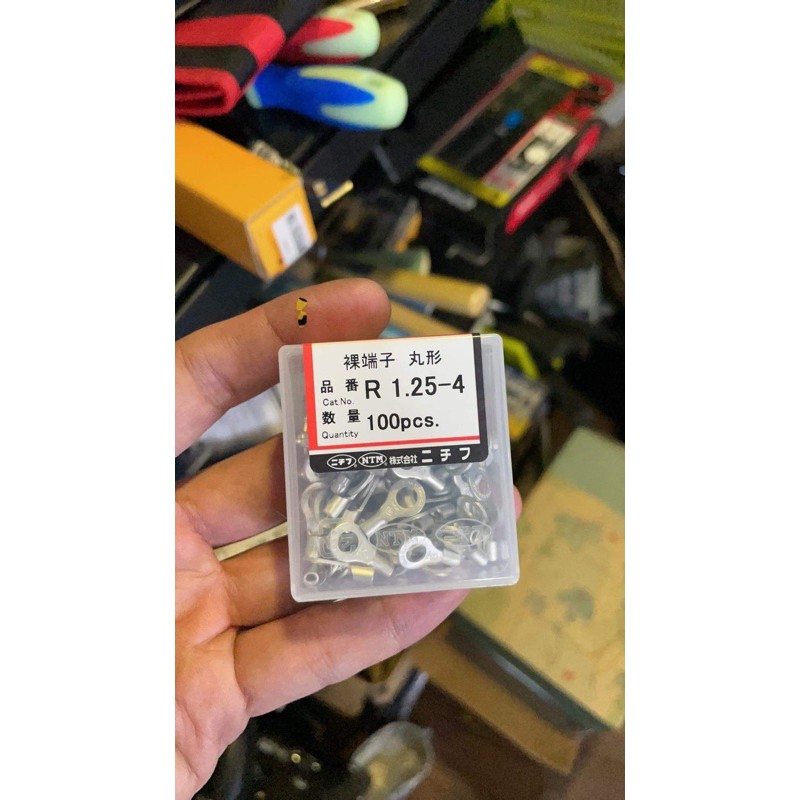 裸端子 丸形
品番 R 1.25-4
Cat.No.
数量 100pcs.
Quantity
ニチフ NTM 株式会社 ニチフ
NTM